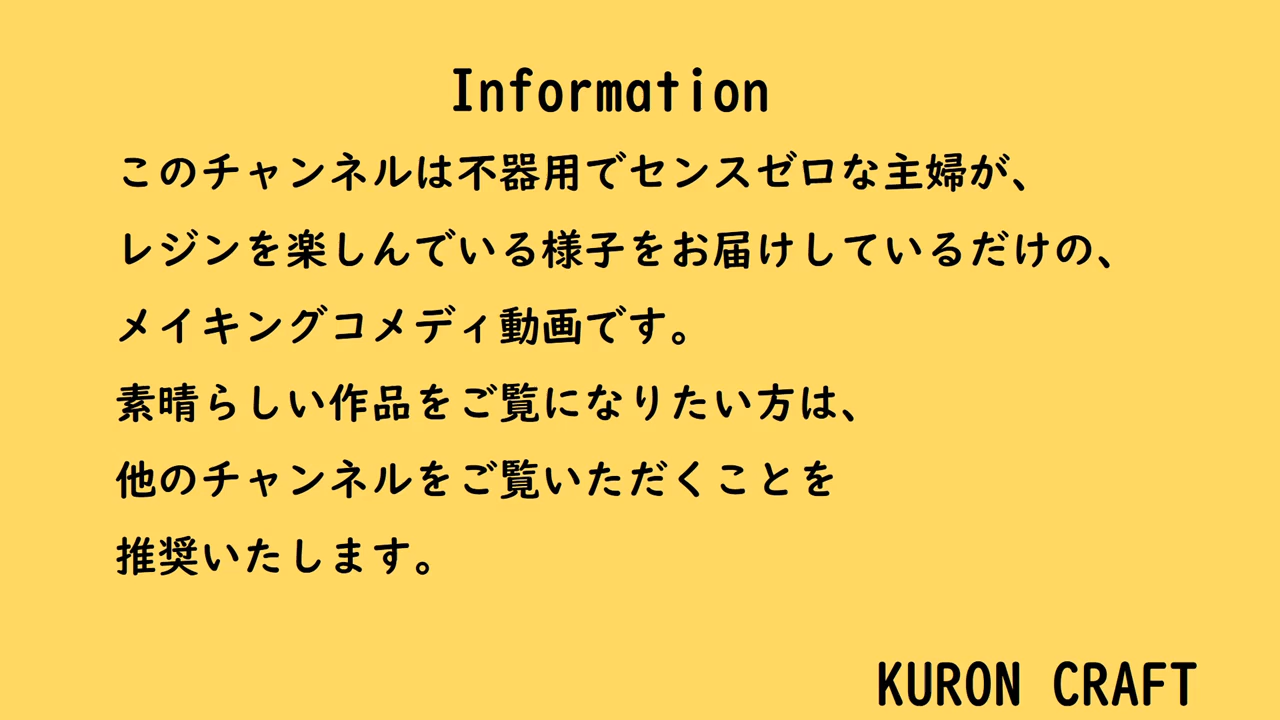 Information
このチャンネルは不器用でセンスゼロな主婦が、
レジンを楽しんでいる様子をお届けしているだけの、
メイキングコメディ動画です。
素晴らしい作品をご覧になりたい方は、
他のチャンネルをご覧いただくことを
推奨いたします。
KURON CRAFT